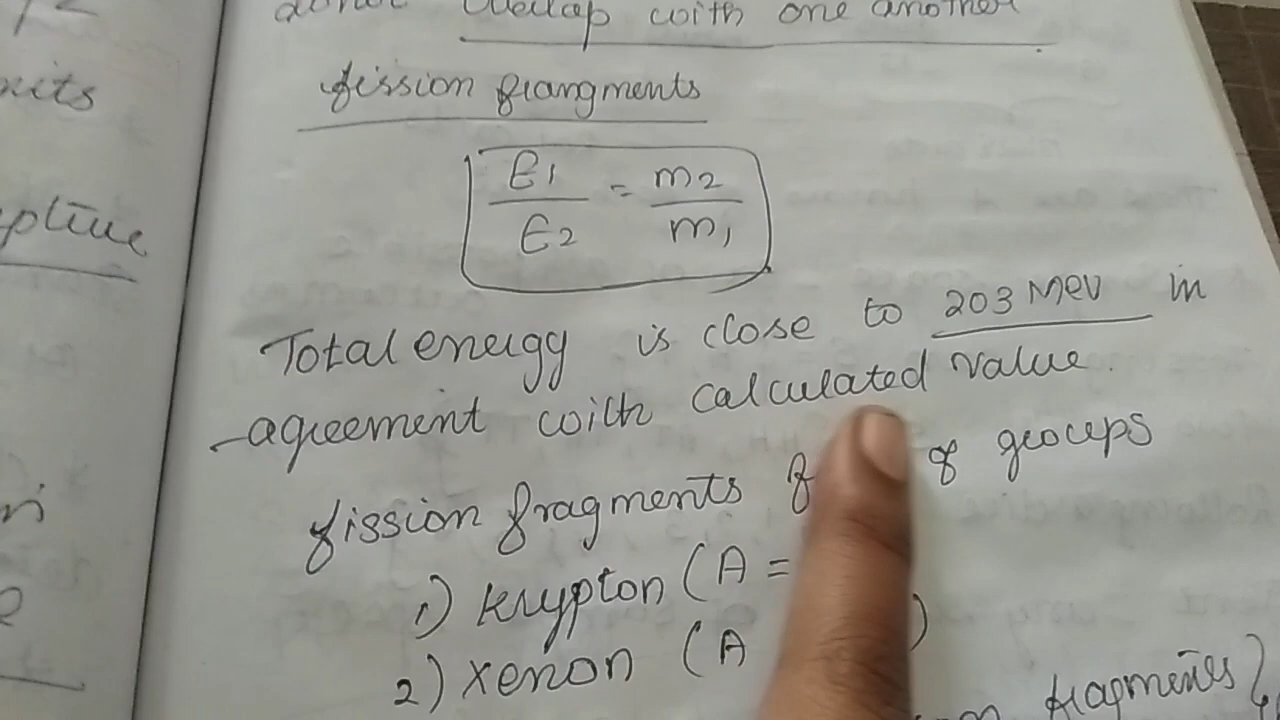 overlap with one another
fission frangments
E1/E2 = m2/m1
Total energy is close to 203 Mev in
agreement with calculated value.
fission fragments of groups
1) krypton (A =
2) xenon (A )
fragments